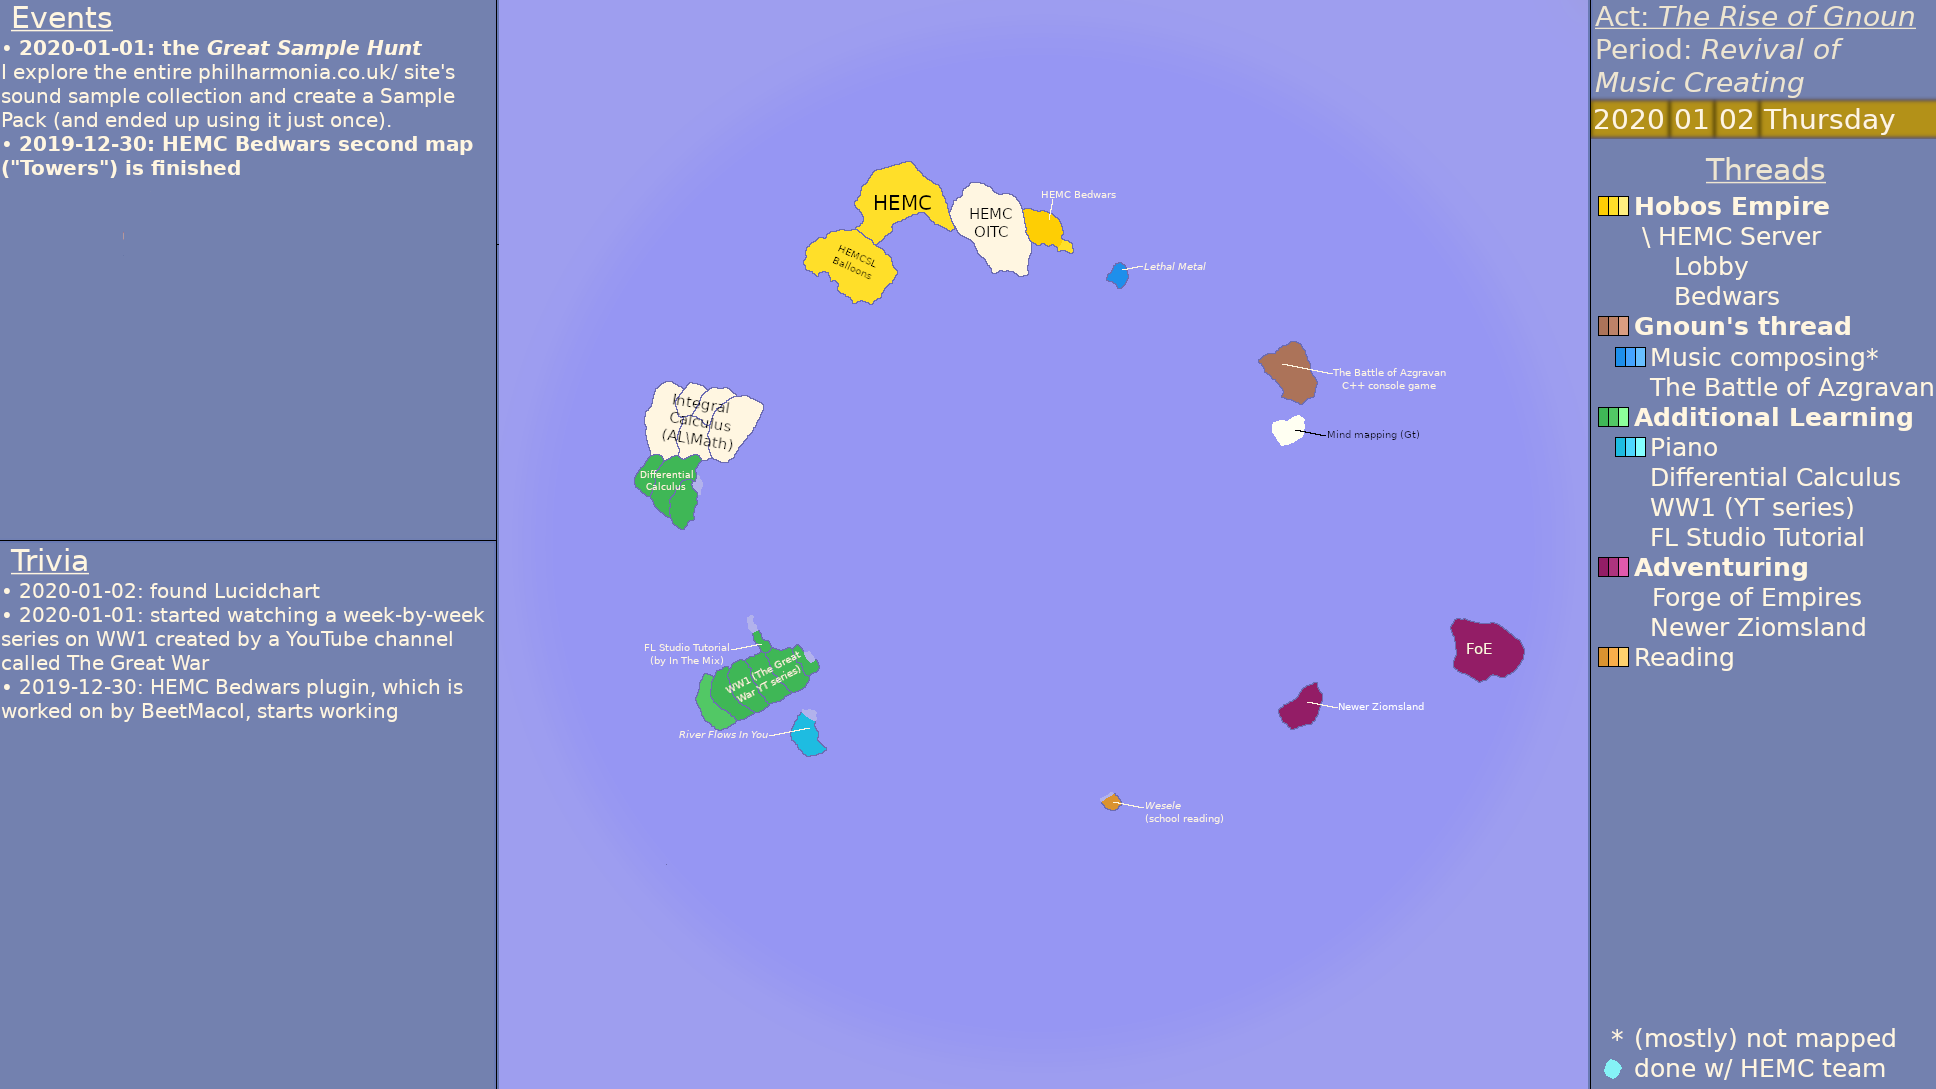 Events
• 2020-01-01: the Great Sample Hunt
I explore the entire philharmonia.co.uk/ site's
sound sample collection and create a Sample
Pack (and ended up using it just once).
• 2019-12-30: HEMC Bedwars second map
("Towers") is finished
Trivia
• 2020-01-02: found Lucidchart
• 2020-01-01: started watching a week-by-week
series on WW1 created by a YouTube channel
called The Great War
• 2019-12-30: HEMC Bedwars plugin, which is
worked on by BeetMacol, starts working
HEMC
HEMCSL
Balloons
HEMC
OITC
HEMC Bedwars
Lethal Metal
The Battle of Azgravan
C++ console game
Mind mapping (Gt)
Integral
Calculus
(AL\Math)
Differential
Calculus
FL Studio Tutorial
(by In The Mix)
WW1 (The Great
War YT series)
River Flows In You
FoE
Newer Ziomsland
Wesele
(school reading)
Act: The Rise of Gnoun
Period: Revival of
Music Creating
2020 01 02 Thursday
Threads
Hobos Empire
\ HEMC Server
Lobby
Bedwars
Gnoun's thread
Music composing*
The Battle of Azgravan
Additional Learning
Piano
Differential Calculus
WW1 (YT series)
FL Studio Tutorial
Adventuring
Forge of Empires
Newer Ziomsland
Reading
* (mostly) not mapped
done w/ HEMC team